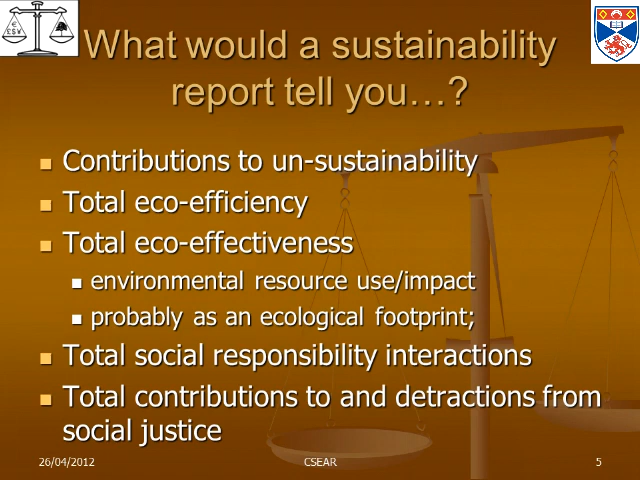 What would a sustainability
report tell you…?
Contributions to un-sustainability
Total eco-efficiency
Total eco-effectiveness
environmental resource use/impact
probably as an ecological footprint;
Total social responsibility interactions
Total contributions to and detractions from
social justice
26/04/2012
CSEAR
5